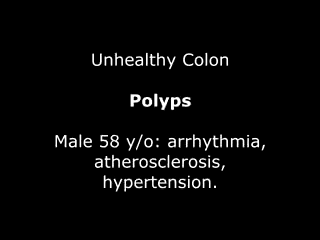 Unhealthy Colon
Polyps
Male 58 y/o: arrhythmia,
atherosclerosis,
hypertension.